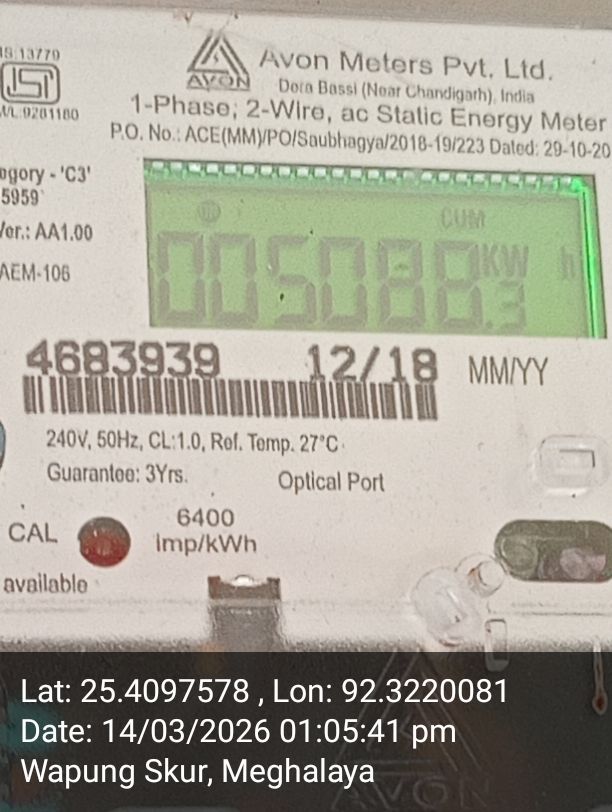 IS:13779
AVON
Avon Meters Pvt. Ltd.
Dera Bassi (Near Chandigarh), India
ISI
M/L:9281180
1-Phase, 2-Wire, ac Static Energy Meter
P.O. No.: ACE(MM)/PO/Saubhagya/2018-19/223 Dated: 29-10-20
egory - 'C3'
5959
Ver.: AA1.00
AEM-106
CUM
005088.3 KW h
4683939 12/18 MM/YY
240V, 50Hz, CL:1.0, Ref. Temp. 27°C
Guarantee: 3Yrs.
Optical Port
CAL
6400
imp/kWh
available
Lat: 25.4097578 , Lon: 92.3220081
Date: 14/03/2026 01:05:41 pm
Wapung Skur, Meghalaya
AVON